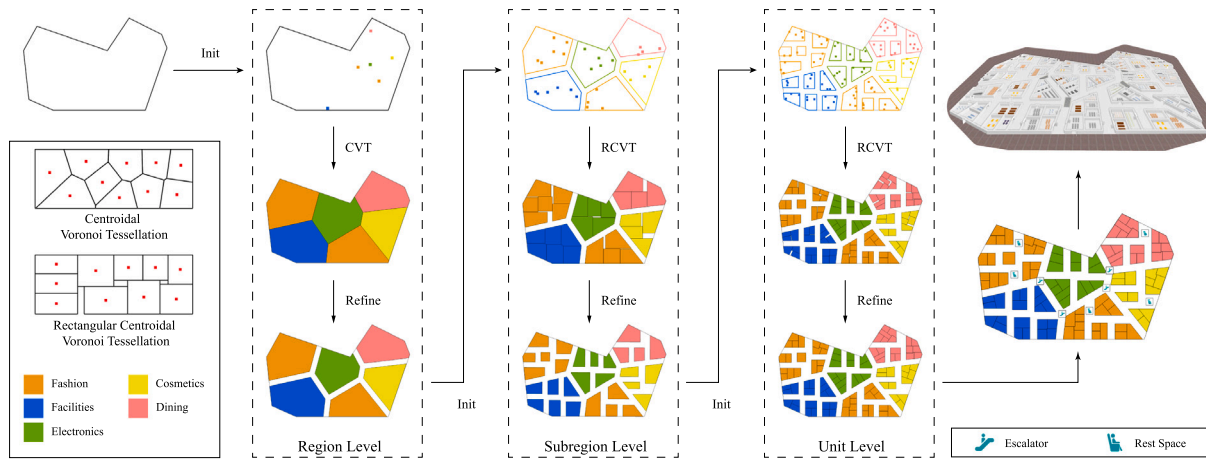 Init
CVT
RCVT
RCVT
Centroidal
Voronoi Tessellation
Rectangular Centroidal
Voronoi Tessellation
Refine
Refine
Refine
Fashion
Cosmetics
Facilities
Dining
Electronics
Init
Init
Region Level
Subregion Level
Unit Level
Escalator
Rest Space